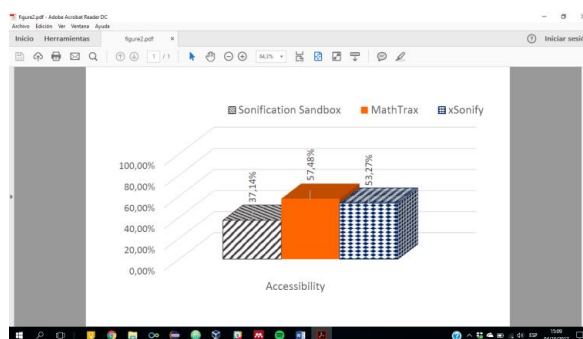 figure2.pdf - Adobe Acrobat Reader DC
Archivo Edición Ver Ventana Ayuda
Inicio Herramientas figure2.pdf × Iniciar sesi
1 / 1 64,3%
Sonification Sandbox MathTrax xSonify
37,14%
57,48%
53,27%
100,00%
80,00%
60,00%
40,00%
20,00%
0,00%
Accessibility
ESP 15:09